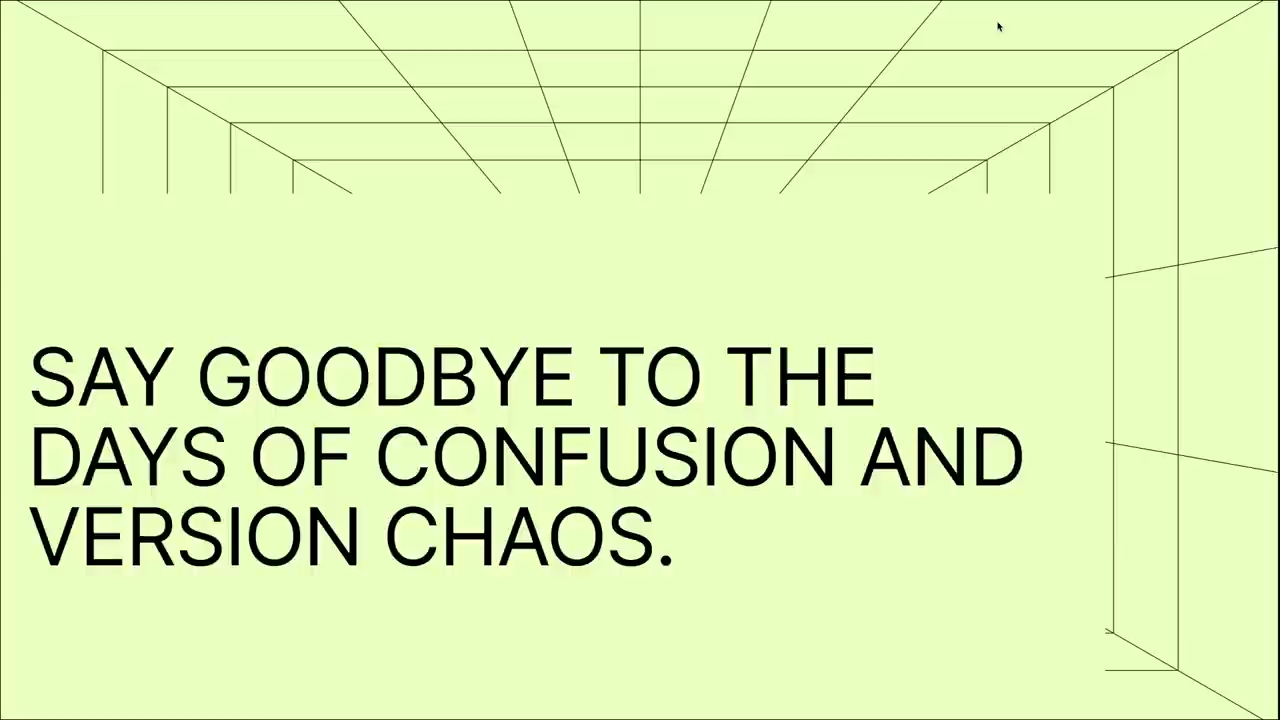 SAY GOODBYE TO THE
DAYS OF CONFUSION AND
VERSION CHAOS.